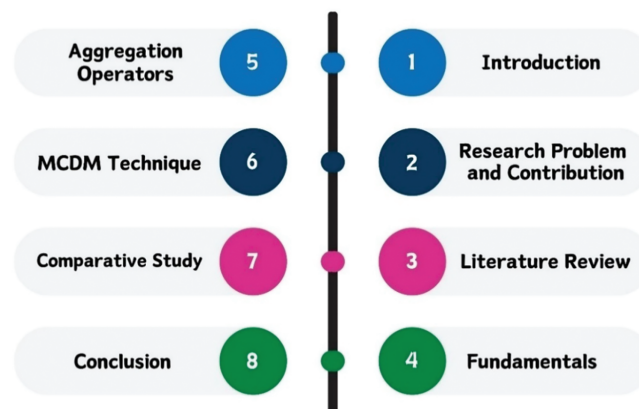 Aggregation
Operators
5
1
Introduction
MCDM Technique
6
2
Research Problem
and Contribution
Comparative Study
7
3
Literature Review
Conclusion
8
4
Fundamentals